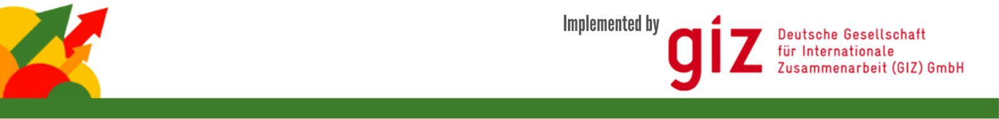 Implemented by
giz
Deutsche Gesellschaft
für Internationale
Zusammenarbeit (GIZ) GmbH